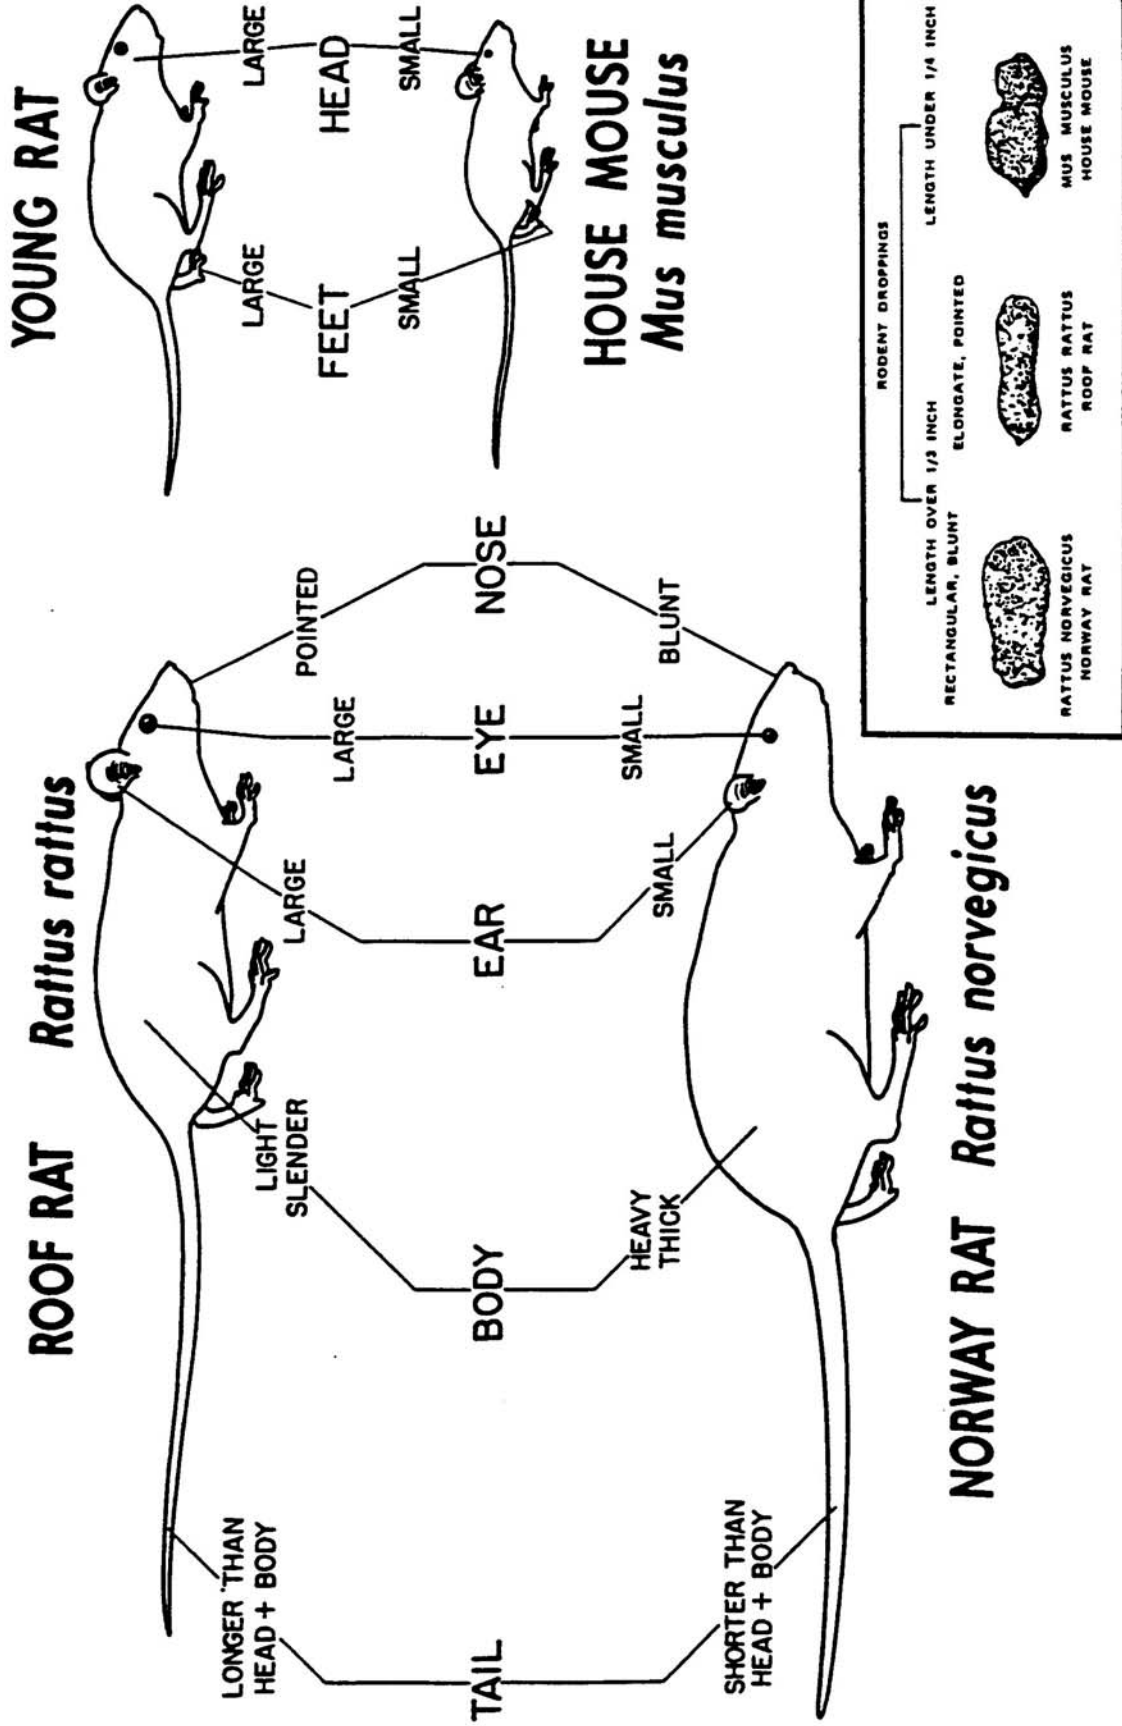 ROOF RAT Rattus rattus
LONGER THAN
HEAD + BODY
LIGHT
SLENDER
LARGE
LARGE
POINTED
TAIL
BODY
EAR
EYE
NOSE
SHORTER THAN
HEAD + BODY
HEAVY
THICK
SMALL
SMALL
BLUNT
NORWAY RAT Rattus norvegicus
YOUNG RAT
LARGE
LARGE
FEET
HEAD
SMALL
SMALL
HOUSE MOUSE
Mus musculus
RODENT DROPPINGS
LENGTH OVER 1/3 INCH
LENGTH UNDER 1/4 INCH
RECTANGULAR, BLUNT
ELONGATE, POINTED
RATTUS NORVEGICUS
NORWAY RAT
RATTUS RATTUS
ROOF RAT
MUS MUSCULUS
HOUSE MOUSE